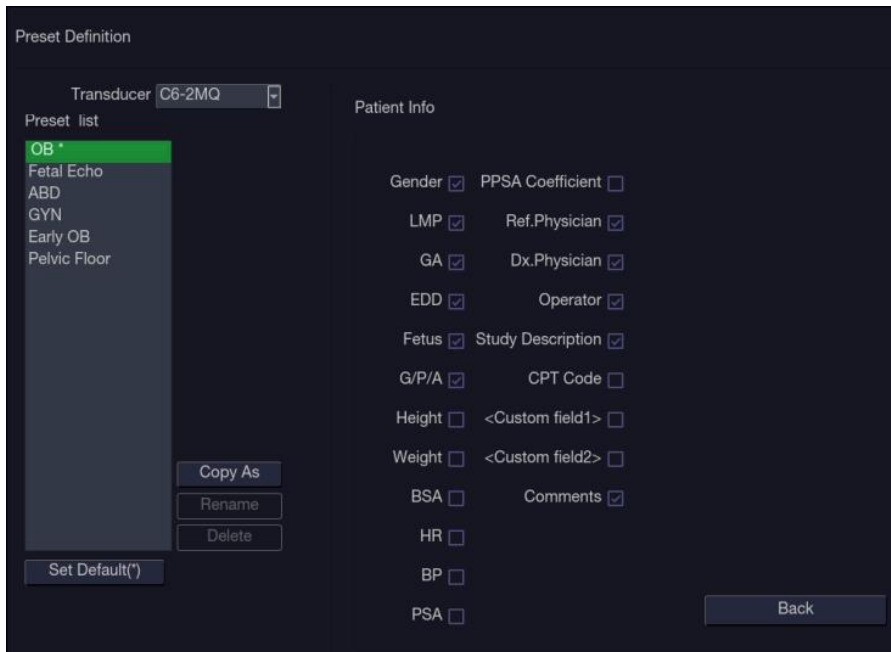 Preset Definition
Transducer C6-2MQ
Preset list
OB *
Fetal Echo
ABD
GYN
Early OB
Pelvic Floor
Copy As
Rename
Delete
Set Default(*)
Patient Info
Gender PPSA Coefficient
LMP Ref.Physician
GA Dx.Physician
EDD Operator
Fetus Study Description
G/P/A CPT Code
Height <Custom field1>
Weight <Custom field2>
BSA Comments
HR
BP
PSA
Back